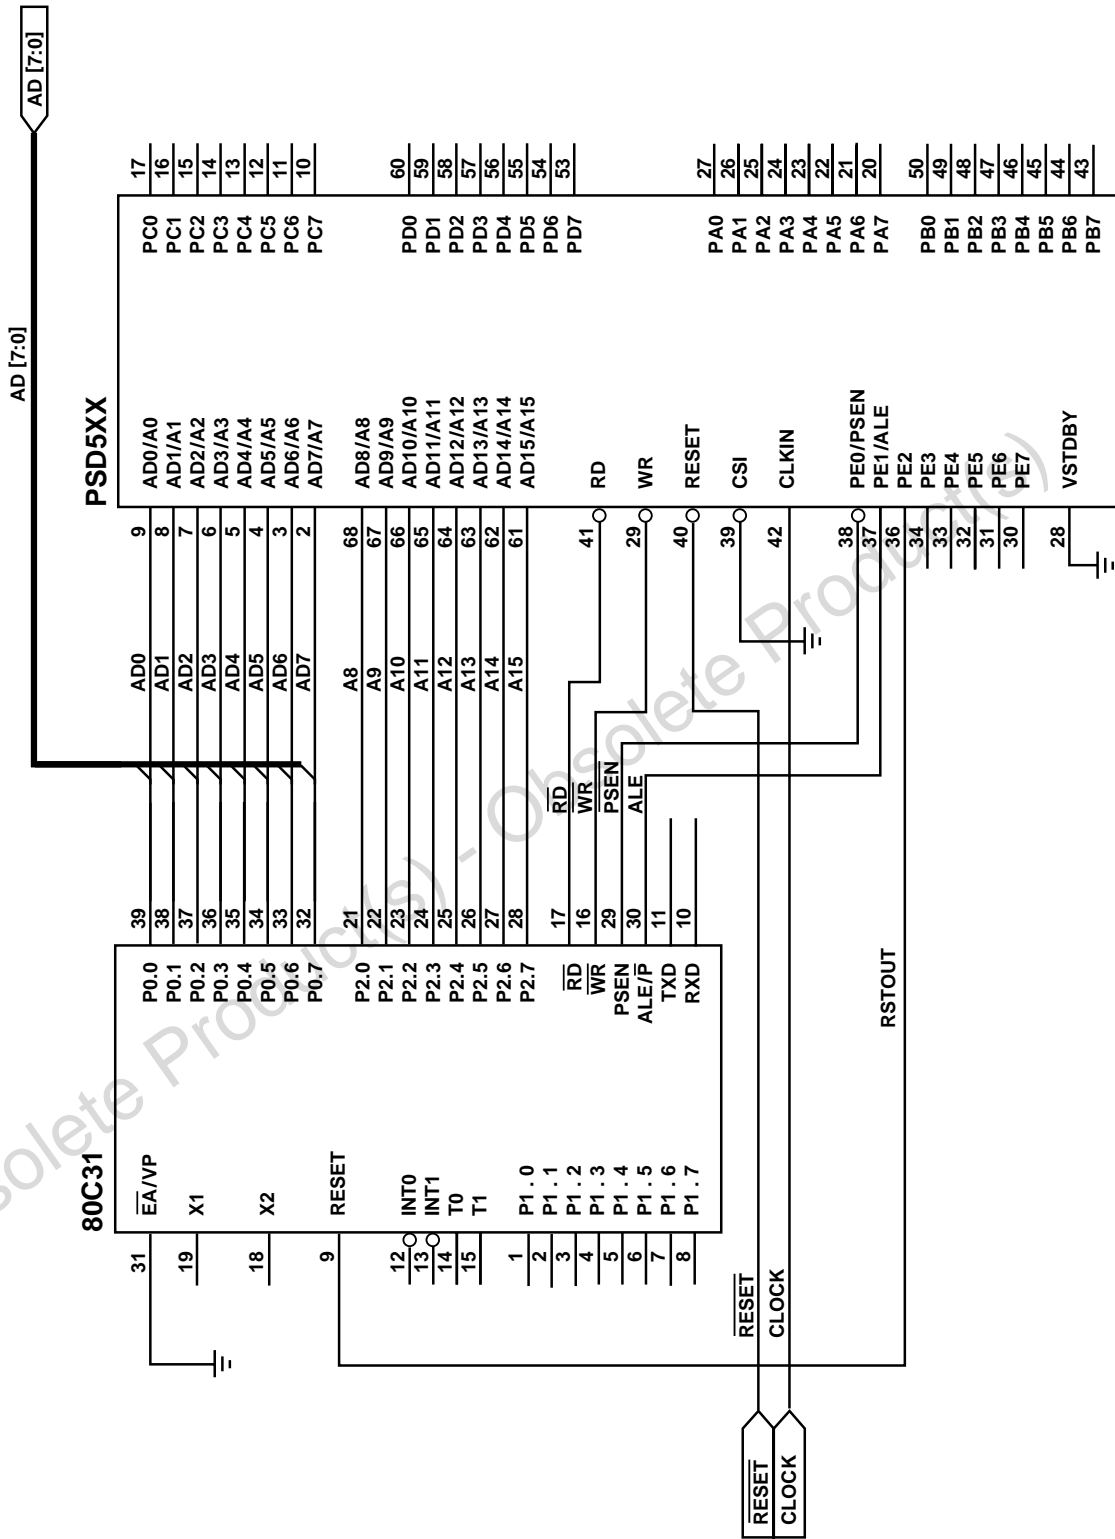 AD [7:0]
AD [7:0]
80C31
31 EA/VP
19 X1
18 X2
9 RESET
12 INT0
13 INT1
14 T0
15 T1
1 P1.0
2 P1.1
3 P1.2
4 P1.3
5 P1.4
6 P1.5
7 P1.6
8 P1.7
P0.0 39
P0.1 38
P0.2 37
P0.3 36
P0.4 35
P0.5 34
P0.6 33
P0.7 32
P2.0 21
P2.1 22
P2.2 23
P2.3 24
P2.4 25
P2.5 26
P2.6 27
P2.7 28
RD 17
WR 16
PSEN 29
ALE/P 30
TXD 11
RXD 10
AD0
AD1
AD2
AD3
AD4
AD5
AD6
AD7
A8
A9
A10
A11
A12
A13
A14
A15
RD
WR
PSEN
ALE
PSD5XX
9 AD0/A0
8 AD1/A1
7 AD2/A2
6 AD3/A3
5 AD4/A4
4 AD5/A5
3 AD6/A6
2 AD7/A7
68 AD8/A8
67 AD9/A9
66 AD10/A10
65 AD11/A11
64 AD12/A12
63 AD13/A13
62 AD14/A14
61 AD15/A15
41 RD
29 WR
40 RESET
39 CSI
42 CLKIN
38 PE0/PSEN
37 PE1/ALE
36 PE2
34 PE3
33 PE4
32 PE5
31 PE6
30 PE7
28 VSTDBY
PC0 17
PC1 16
PC2 15
PC3 14
PC4 13
PC5 12
PC6 11
PC7 10
PD0 60
PD1 59
PD2 58
PD3 57
PD4 56
PD5 55
PD6 54
PD7 53
PA0 27
PA1 26
PA2 25
PA3 24
PA4 23
PA5 22
PA6 21
PA7 20
PB0 50
PB1 49
PB2 48
PB3 47
PB4 46
PB5 45
PB6 44
PB7 43
RESET
CLOCK
RESET
CLOCK
RSTOUT
solete Product(s) - Obsolete Product(s)